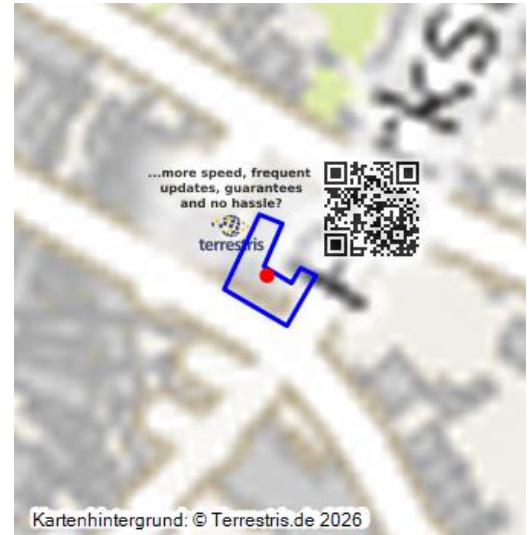 ...more speed, frequent
updates, guarantees
and no hassle?
terrestris
Kartenhintergrund: © Terrestris.de 2026